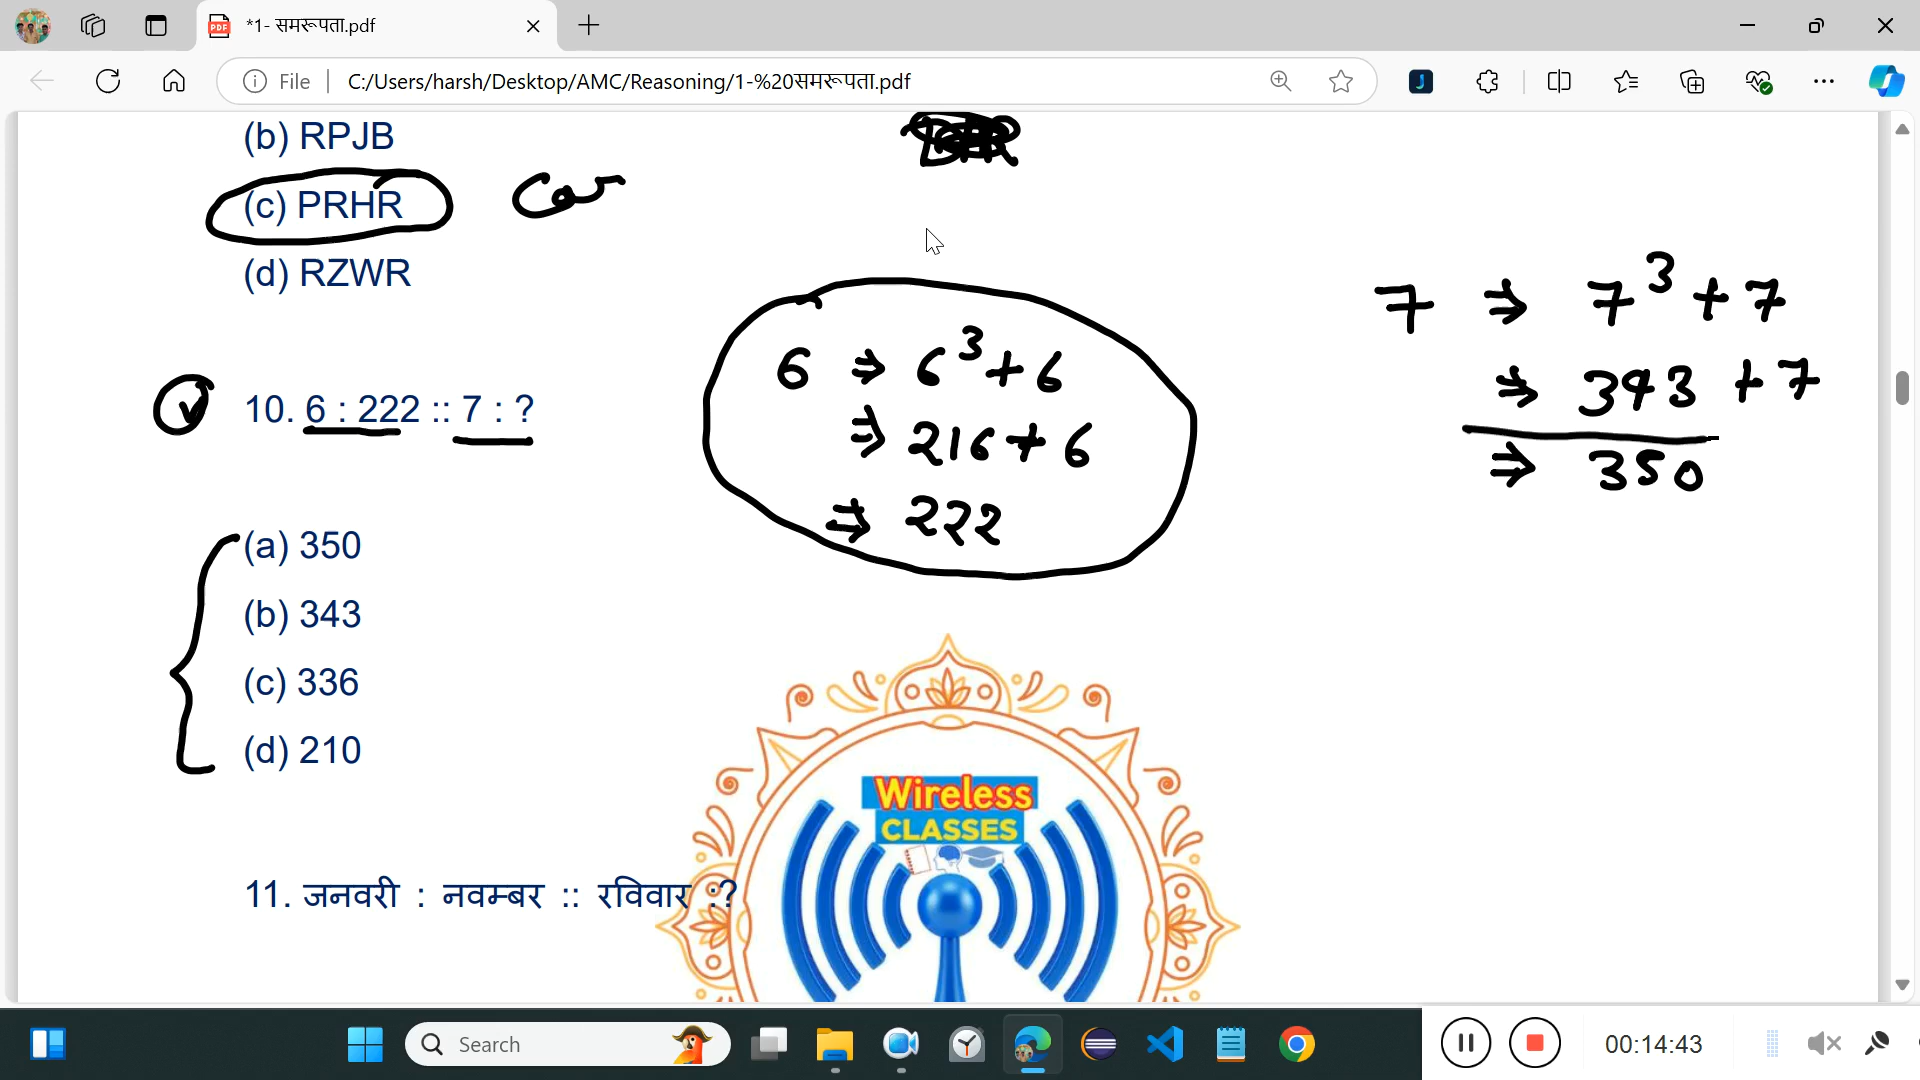 *1- समरूपता.pdf
File C:/Users/harsh/Desktop/AMC/Reasoning/1-%20समरूपता.pdf
(b) RPJB
(c) PRHR
(d) RZWR
10. 6 : 222 :: 7 : ?
(a) 350
(b) 343
(c) 336
(d) 210
6 ⇒ 6³+6
⇒ 216+6
⇒ 222
7 ⇒ 7³+7
⇒ 343 +7
⇒ 350
Wireless
CLASSES
11. जनवरी : नवम्बर :: रविवार :?
Search
00:14:43